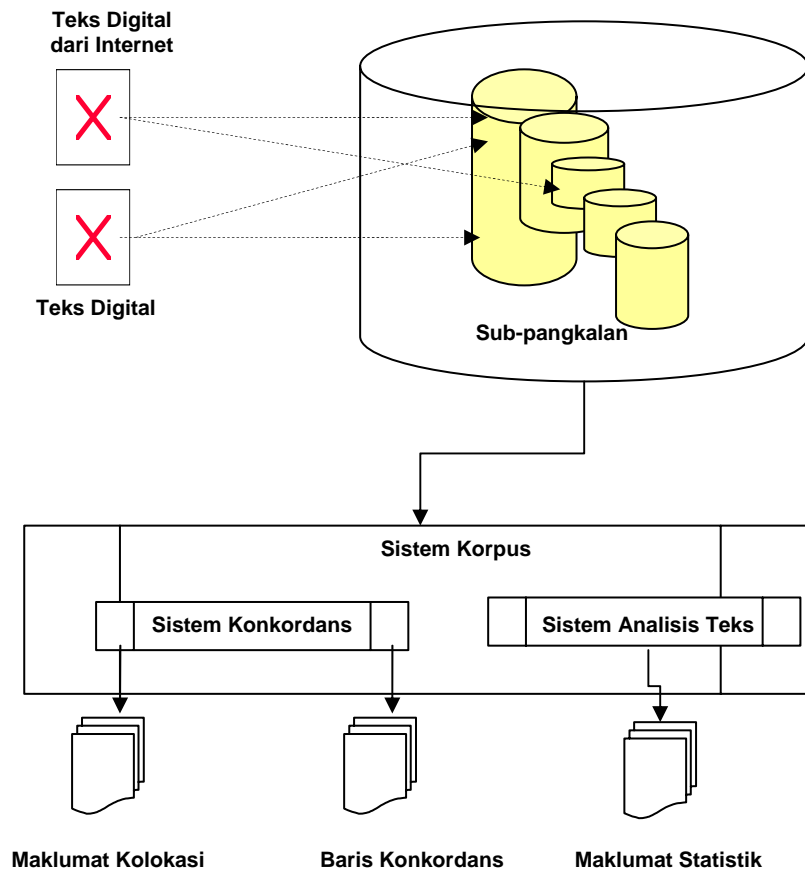 Teks Digital
dari Internet
Teks Digital
Sub-pangkalan
Sistem Korpus
Sistem Konkordans
Sistem Analisis Teks
Maklumat Kolokasi
Baris Konkordans
Maklumat Statistik